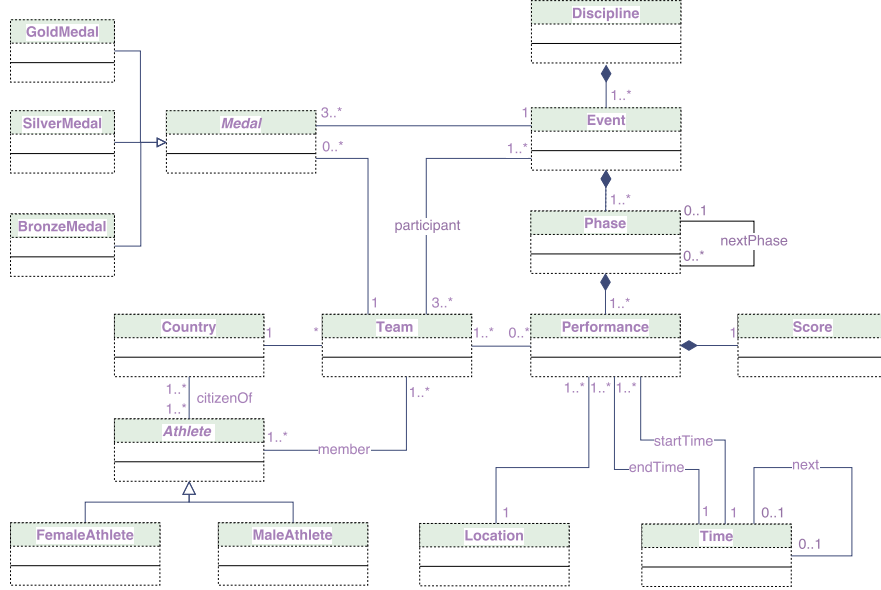 Discipline
GoldMedal
1..*
SilverMedal
Medal
3..*
1
Event
0..*
1..*
1..*
BronzeMedal
participant
Phase
0..1
nextPhase
0..*
1
3..*
1..*
Country
1
*
Team
1..*
0..*
Performance
1
Score
1..*
citizenOf
1..*
1..*
1..*
1..*
1..*
Athlete
1..*
member
startTime
endTime
next
1
1
1
0..1
FemaleAthlete
MaleAthlete
Location
Time
0..1